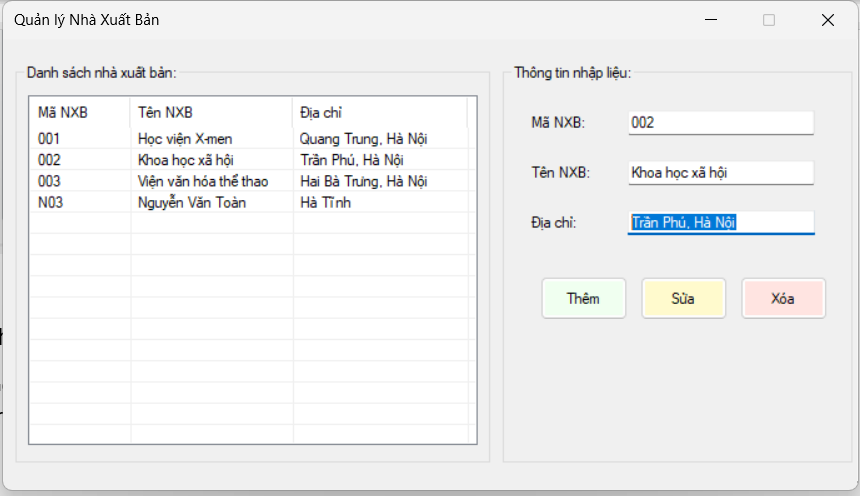 Quản lý Nhà Xuất Bản
Danh sách nhà xuất bản:
Mã NXB Tên NXB Địa chỉ
001 Học viện X-men Quang Trung, Hà Nội
002 Khoa học xã hội Trần Phú, Hà Nội
003 Viện văn hóa thể thao Hai Bà Trưng, Hà Nội
N03 Nguyễn Văn Toàn Hà Tĩnh
Thông tin nhập liệu:
Mã NXB: 002
Tên NXB: Khoa học xã hội
Địa chỉ: Trần Phú, Hà Nội
Thêm Sửa Xóa